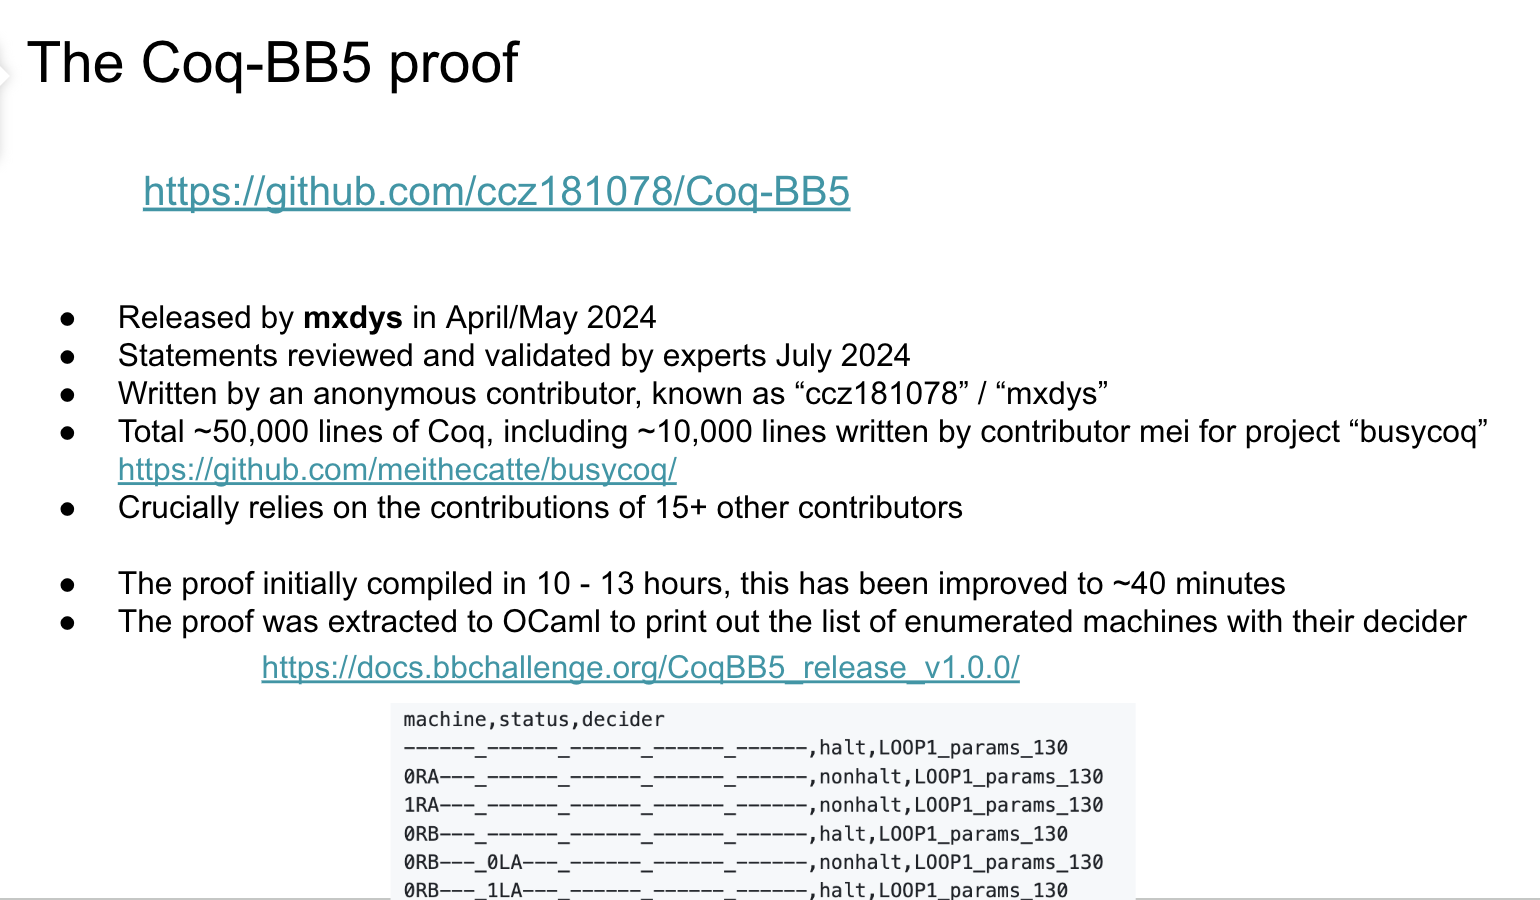 The Coq-BB5 proof
https://github.com/ccz181078/Coq-BB5
● Released by mxdys in April/May 2024
● Statements reviewed and validated by experts July 2024
● Written by an anonymous contributor, known as “ccz181078” / “mxdys”
● Total ~50,000 lines of Coq, including ~10,000 lines written by contributor mei for project “busycoq”
https://github.com/meithecatte/busycoq/
● Crucially relies on the contributions of 15+ other contributors
● The proof initially compiled in 10 - 13 hours, this has been improved to ~40 minutes
● The proof was extracted to OCaml to print out the list of enumerated machines with their decider
https://docs.bbchallenge.org/CoqBB5_release_v1.0.0/
machine,status,decider
------_------_------_------_------,halt,LOOP1_params_130
0RA---_------_------_------_------,nonhalt,LOOP1_params_130
1RA---_------_------_------_------,nonhalt,LOOP1_params_130
0RB---_------_------_------_------,halt,LOOP1_params_130
0RB---_0LA---_------_------_------,nonhalt,LOOP1_params_130
0RB---_1LA---_------_------_------,halt,LOOP1_params_130